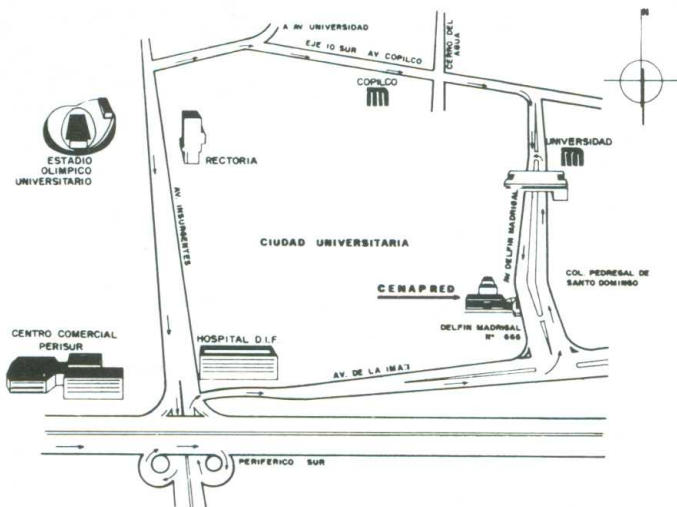 N
A AV UNIVERSIDAD
EJE 10 SUR AV COPILCO
CERRO DEL
AGUA
COPILCO
ESTADIO
OLIMPICO
UNIVERSITARIO
RECTORIA
UNIVERSIDAD
AV. INSURGENTES
CIUDAD UNIVERSITARIA
AV DELFIN MADRIGAL
COL. PEDREGAL DE
SANTO DOMINGO
CENAPRED
DELFIN MADRIGAL
Nº 665
CENTRO COMERCIAL
PERISUR
HOSPITAL D.I.F
AV. DE LA IMAN
PERIFERICO SUR